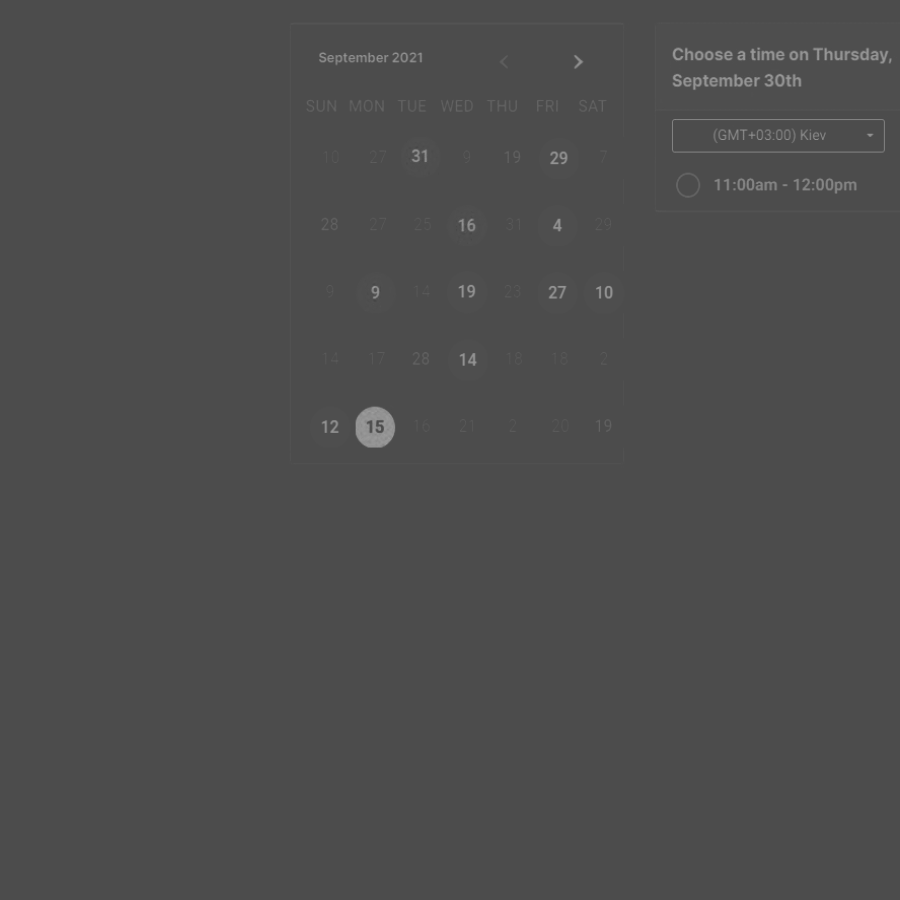 September 2021
SUN MON TUE WED THU FRI SAT
10 27 31 9 19 29 7
28 27 25 16 31 4 29
9 9 14 19 23 27 10
14 17 28 14 18 18 2
12 15 16 21 2 20 19
Choose a time on Thursday,
September 30th
(GMT+03:00) Kiev
11:00am - 12:00pm